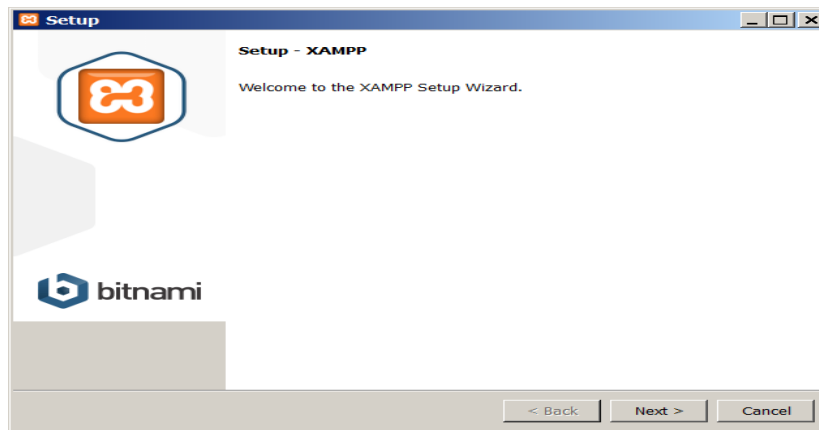 Setup
Setup - XAMPP
Welcome to the XAMPP Setup Wizard.
bitnami
< Back
Next >
Cancel